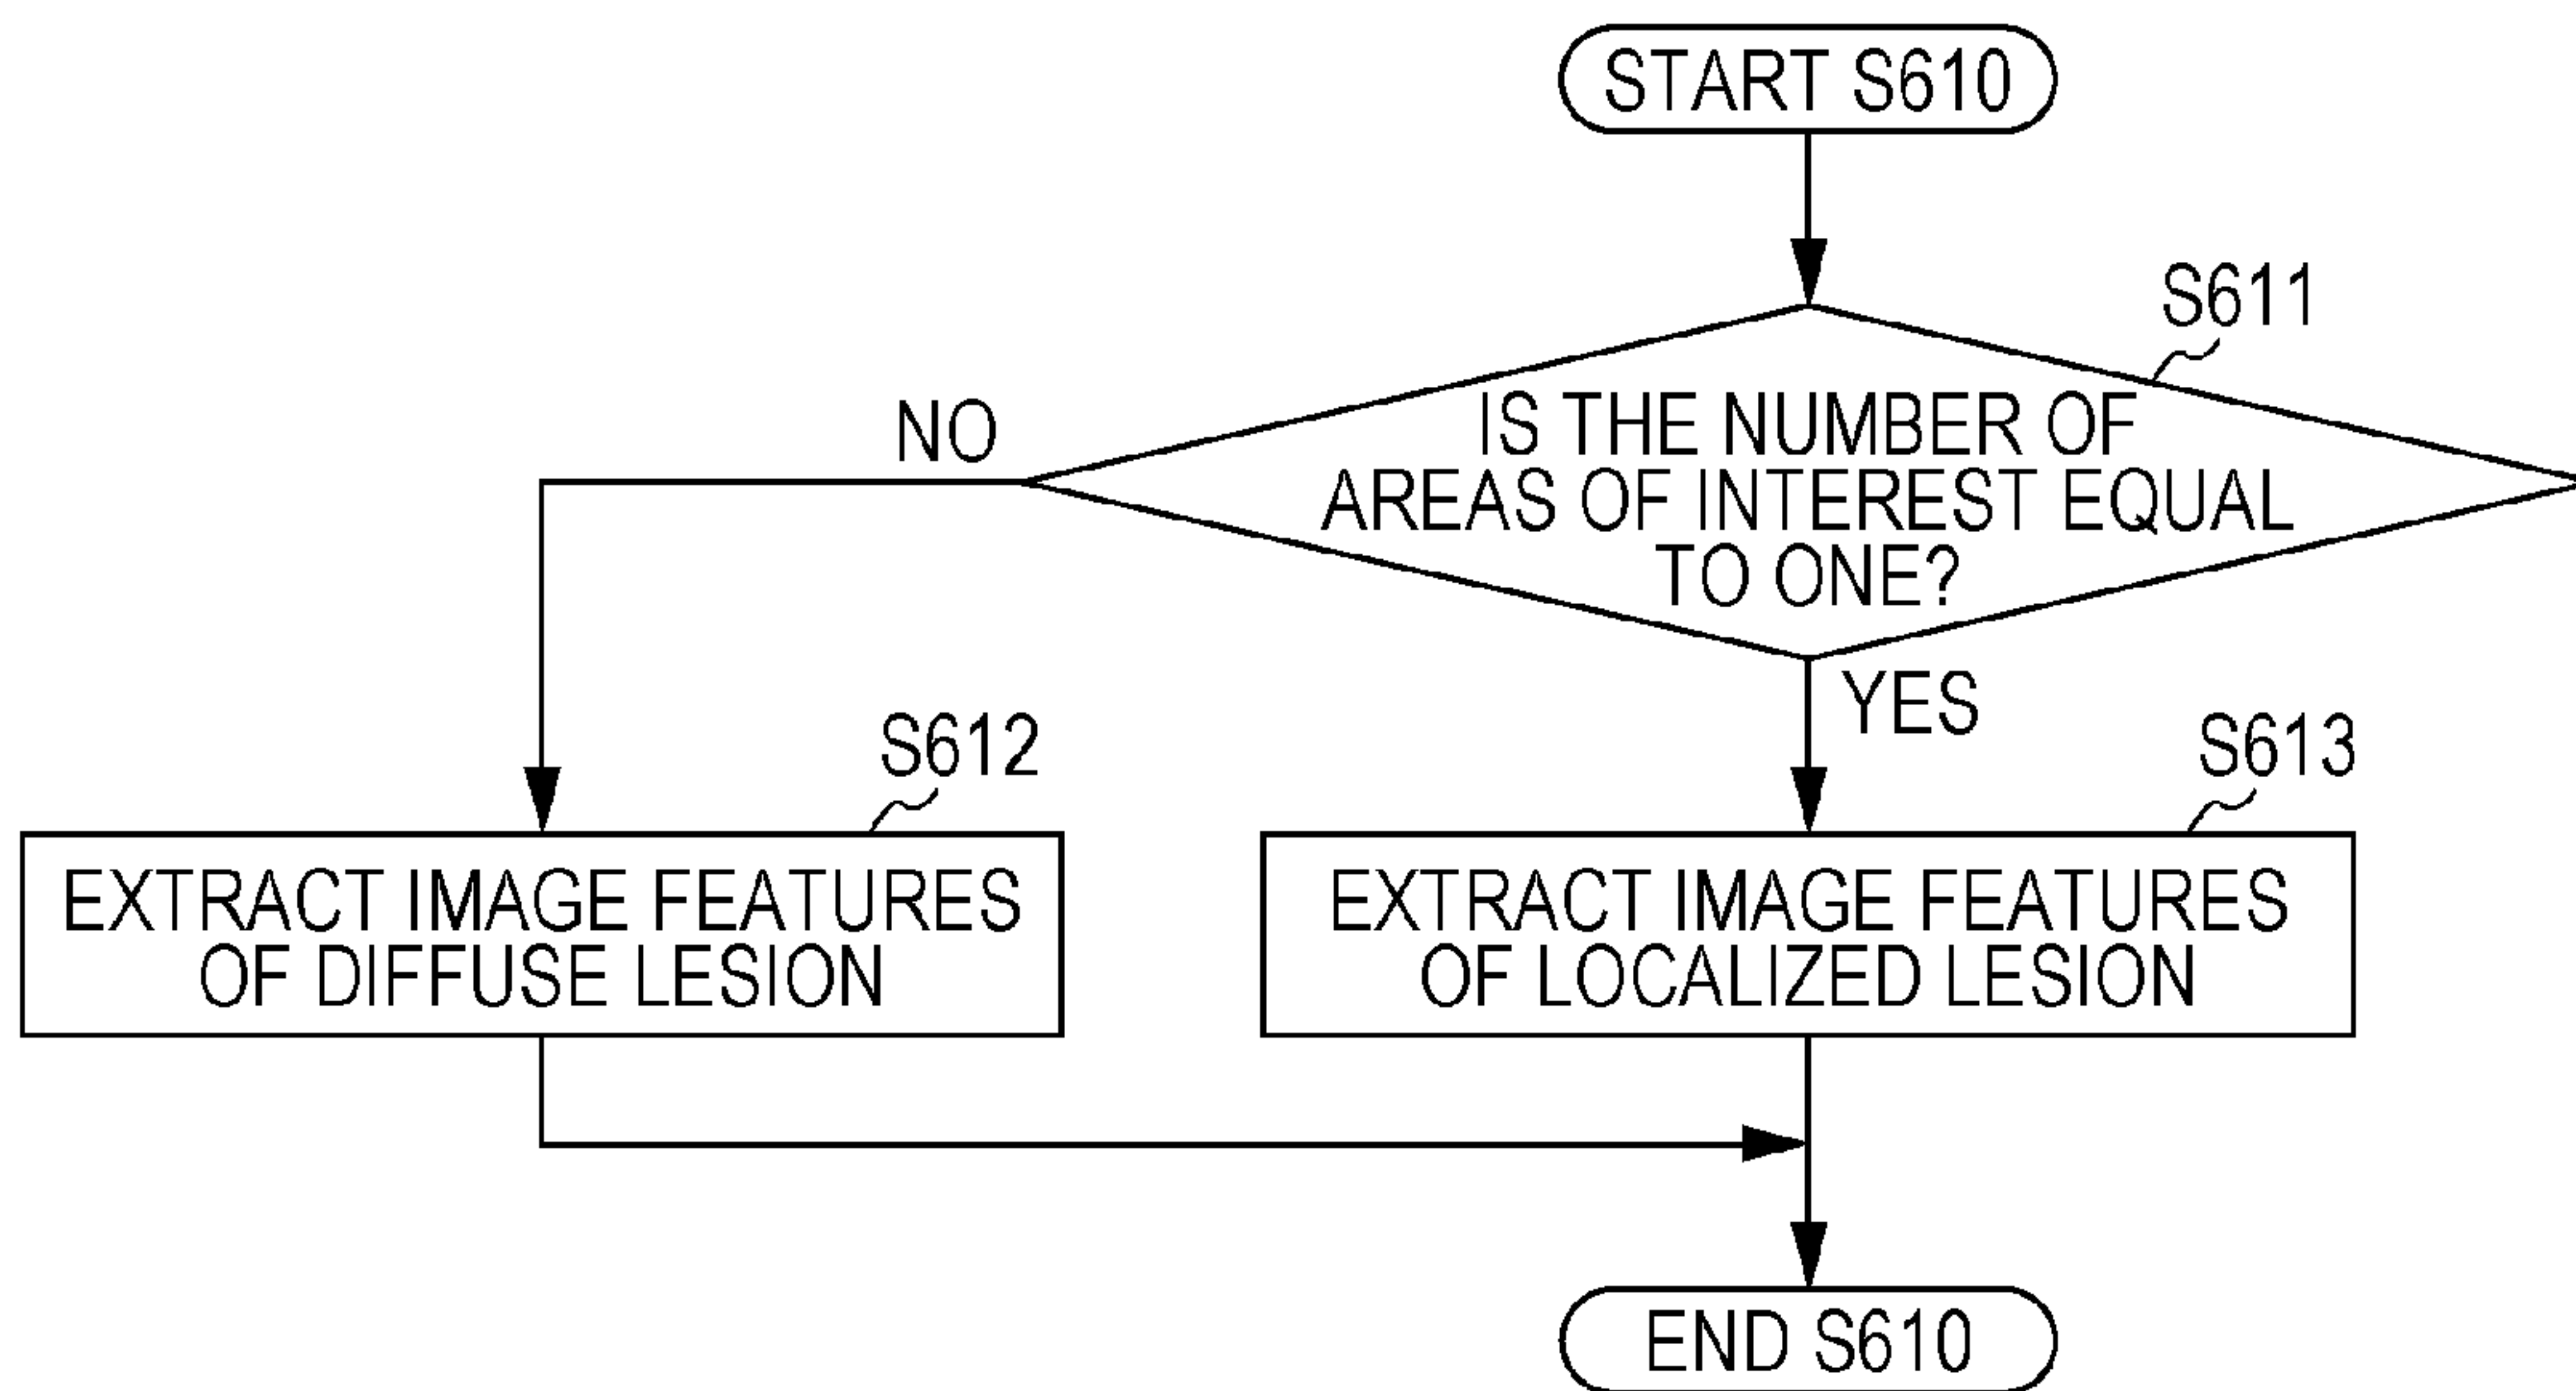 START S610
S611
IS THE NUMBER OF
AREAS OF INTEREST EQUAL
TO ONE?
NO
YES
S612
S613
EXTRACT IMAGE FEATURES
OF DIFFUSE LESION
EXTRACT IMAGE FEATURES
OF LOCALIZED LESION
END S610